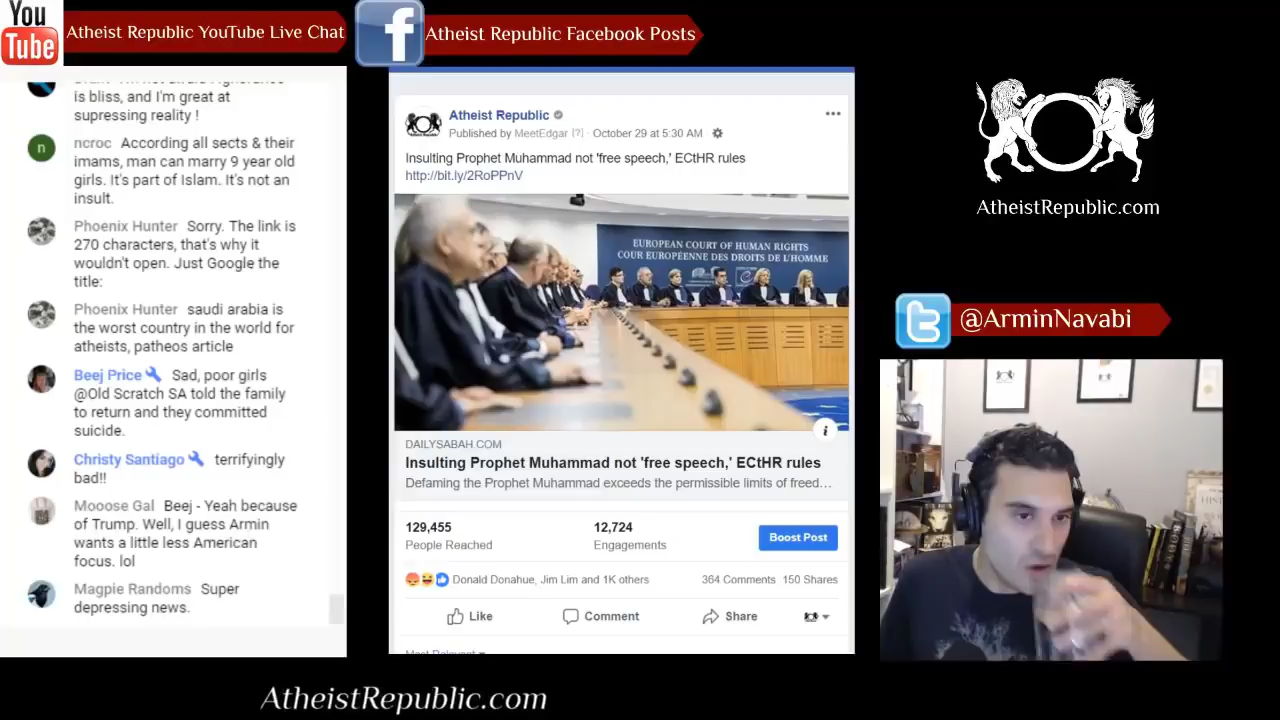 You
Tube
Atheist Republic YouTube Live Chat
f
Atheist Republic Facebook Posts
is bliss, and I'm great at
supressing reality !
n
ncroc According all sects & their
imams, man can marry 9 year old
girls. It's part of Islam. It's not an
insult.
Phoenix Hunter Sorry. The link is
270 characters, that's why it
wouldn't open. Just Google the
title:
Phoenix Hunter saudi arabia is
the worst country in the world for
atheists, patheos article
Beej Price Sad, poor girls
@Old Scratch SA told the family
to return and they committed
suicide.
Christy Santiago terrifyingly
bad!!
Mooose Gal Beej - Yeah because
of Trump. Well, I guess Armin
wants a little less American
focus. lol
Magpie Randoms Super
depressing news.
Atheist Republic
Published by MeetEdgar [?] · October 29 at 5:30 AM ·
Insulting Prophet Muhammad not 'free speech,' ECtHR rules
http://bit.ly/2RoPPnV
EUROPEAN COURT OF HUMAN RIGHTS
COUR EUROPÉENNE DES DROITS DE L'HOMME
i
DAILYSABAH.COM
Insulting Prophet Muhammad not 'free speech,' ECtHR rules
Defaming the Prophet Muhammad exceeds the permissible limits of freed…
129,455
People Reached
12,724
Engagements
Boost Post
Donald Donahue, Jim Lim and 1K others
364 Comments 150 Shares
Like
Comment
Share
AtheistRepublic.com
@ArminNavabi
AtheistRepublic.com